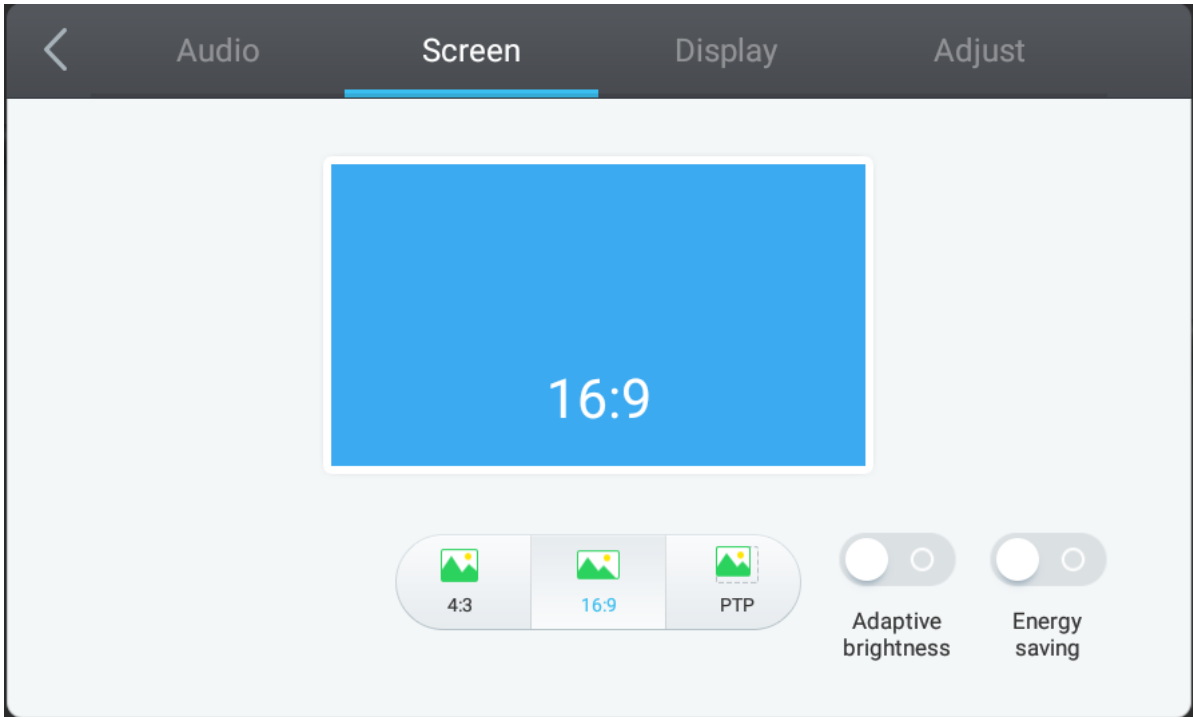 Audio Screen Display Adjust
16:9
4:3 16:9 PTP
Adaptive brightness
Energy saving